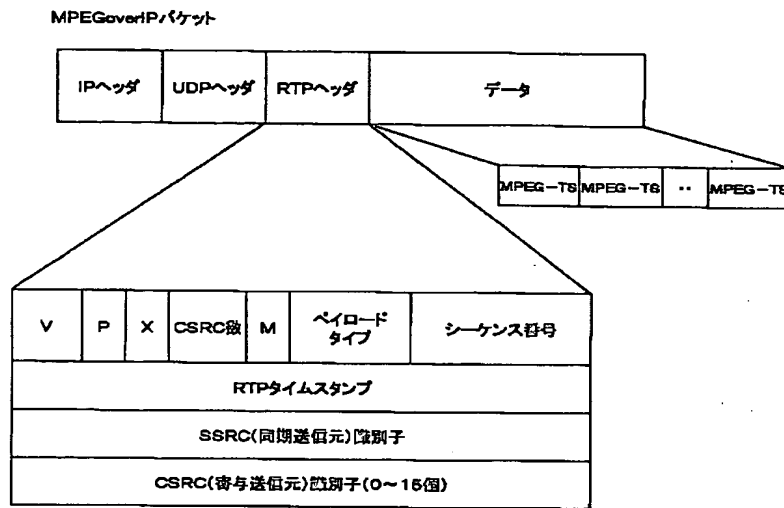 MPEGoverIPパケット
IPヘッダ UDPヘッダ RTPヘッダ データ
MPEG-TS MPEG-TS ‥ MPEG-TS
V P X CSRC数 M ペイロード シーケンス番号
タイプ
RTPタイムスタンプ
SSRC(同期送信元)識別子
CSRC(寄与送信元)識別子(0〜15個)